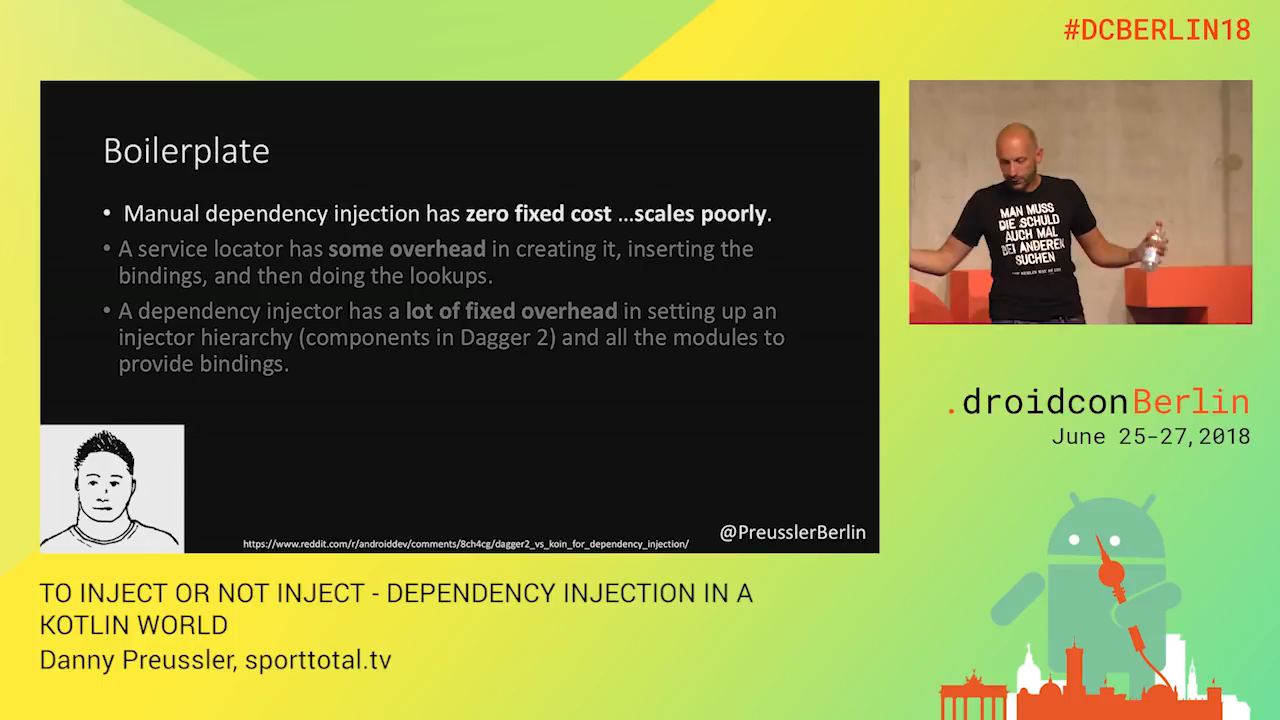 #DCBERLIN18
Boilerplate
• Manual dependency injection has zero fixed cost ...scales poorly.
• A service locator has some overhead in creating it, inserting the
bindings, and then doing the lookups.
• A dependency injector has a lot of fixed overhead in setting up an
injector hierarchy (components in Dagger 2) and all the modules to
provide bindings.
https://www.reddit.com/r/androiddev/comments/8ch4cg/dagger2_vs_koin_for_dependency_injection/
@PreusslerBerlin
MAN MUSS
DIE SCHULD
AUCH MAL
BEI ANDEREN
SUCHEN
.droidconBerlin
June 25-27,2018
TO INJECT OR NOT INJECT - DEPENDENCY INJECTION IN A
KOTLIN WORLD
Danny Preussler, sporttotal.tv